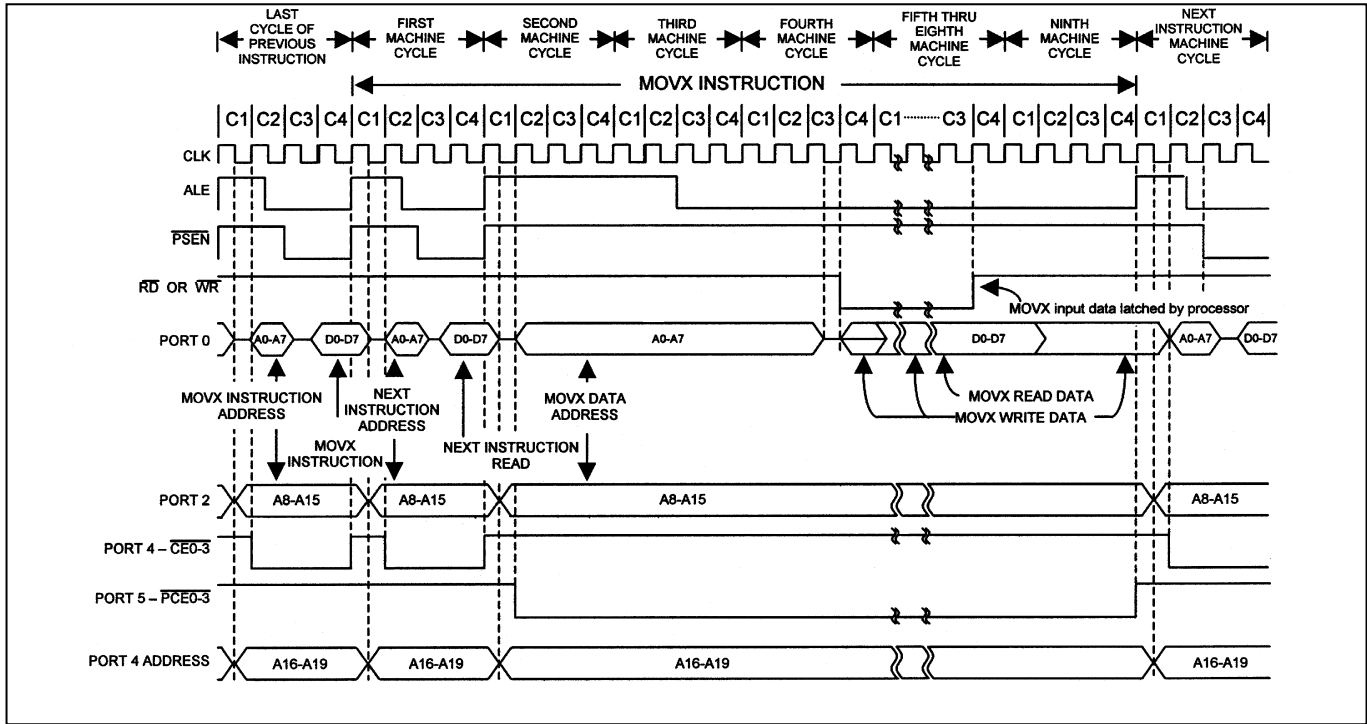 LAST CYCLE OF PREVIOUS INSTRUCTION
FIRST MACHINE CYCLE
SECOND MACHINE CYCLE
THIRD MACHINE CYCLE
FOURTH MACHINE CYCLE
FIFTH THRU EIGHTH MACHINE CYCLE
NINTH MACHINE CYCLE
NEXT INSTRUCTION MACHINE CYCLE
MOVX INSTRUCTION
C1 C2 C3 C4 C1 C2 C3 C4 C1 C2 C3 C4 C1 C2 C3 C4 C1 C2 C3 C4 C1 C3 C4 C1 C2 C3 C4 C1 C2 C3 C4
CLK
ALE
PSEN
RD OR WR
MOVX input data latched by processor
PORT 0
A0-A7
D0-D7
A0-A7
D0-D7
A0-A7
D0-D7
A0-A7
D0-D7
MOVX INSTRUCTION ADDRESS
NEXT INSTRUCTION ADDRESS
MOVX DATA ADDRESS
MOVX READ DATA
MOVX WRITE DATA
MOVX INSTRUCTION
NEXT INSTRUCTION READ
PORT 2
A8-A15
A8-A15
A8-A15
A8-A15
PORT 4 – CE0-3
PORT 5 – PCE0-3
PORT 4 ADDRESS
A16-A19
A16-A19
A16-A19
A16-A19